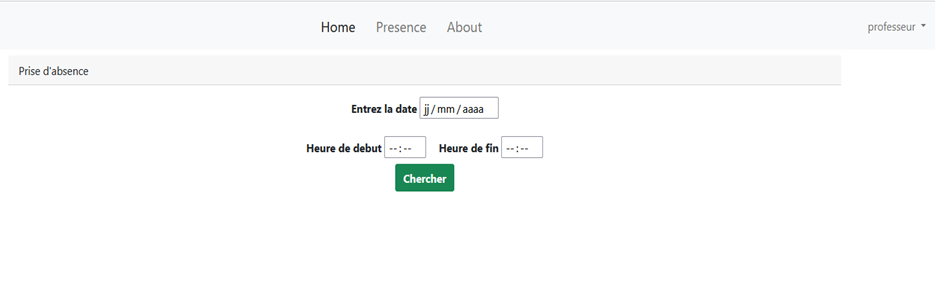 Home Presence About professeur
Prise d'absence
Entrez la date jj/mm/aaaa
Heure de debut --:-- Heure de fin --:--
Chercher